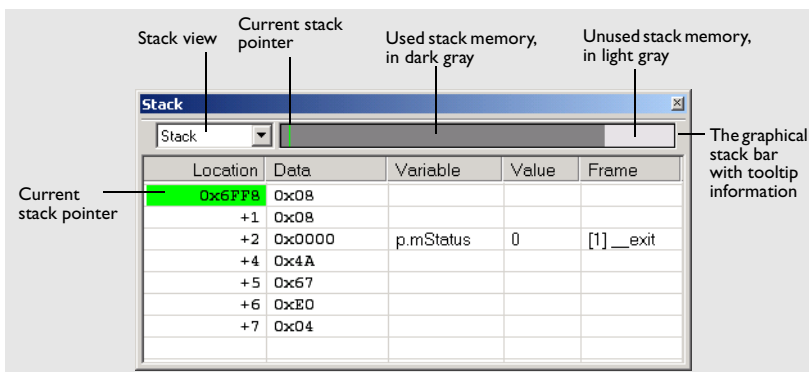 Stack view
Current stack
pointer
Used stack memory,
in dark gray
Unused stack memory,
in light gray
Stack
Stack
The graphical
stack bar
with tooltip
information
Location Data Variable Value Frame
Current
stack pointer
0x6FF8 0x08
+1 0x08
+2 0x0000 p.mStatus 0 [1] __exit
+4 0x4A
+5 0x67
+6 0xE0
+7 0x04